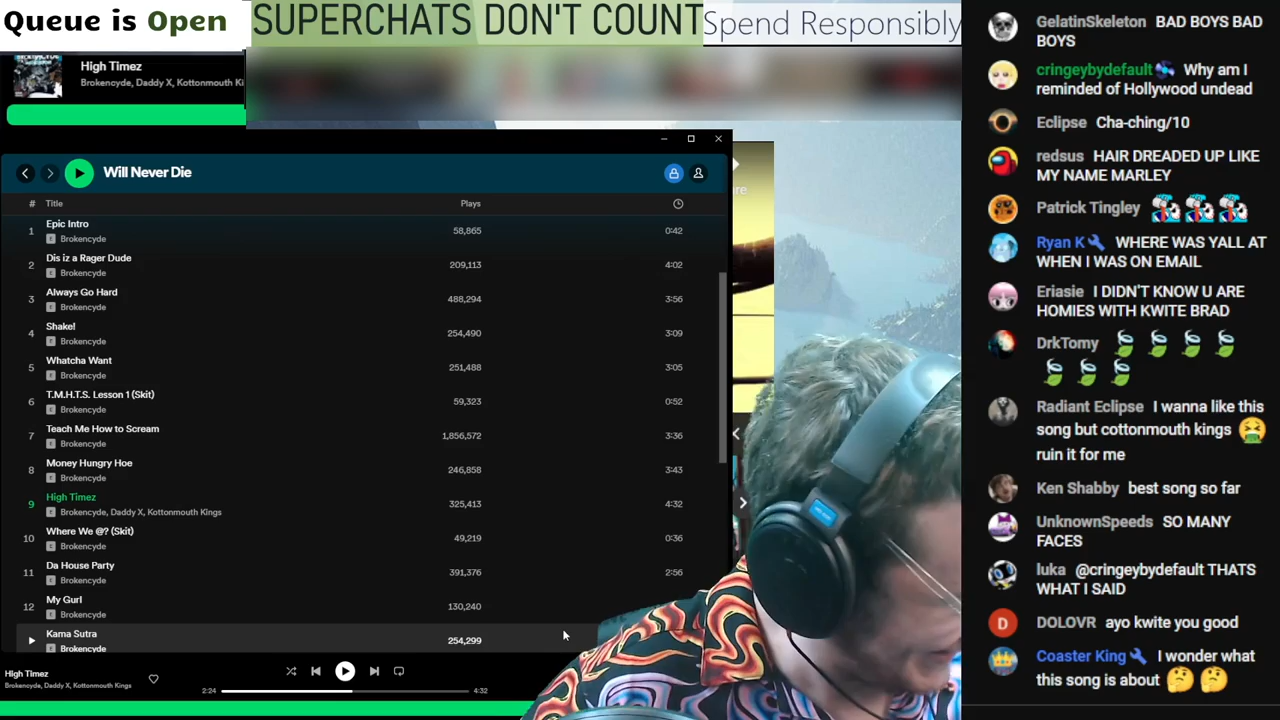 Queue is Open
SUPERCHATS DON'T COUNT
Spend Responsibly
High Timez
Brokencyde, Daddy X, Kottonmouth Ki
Will Never Die
# Title Plays
1 Epic Intro 58,865 0:42
E Brokencyde
2 Dis iz a Rager Dude 209,113 4:02
E Brokencyde
3 Always Go Hard 488,294 3:56
E Brokencyde
4 Shake! 254,490 3:09
E Brokencyde
5 Whatcha Want 251,488 3:05
E Brokencyde
6 T.M.H.T.S. Lesson 1 (Skit) 59,323 0:52
E Brokencyde
7 Teach Me How to Scream 1,856,572 3:36
E Brokencyde
8 Money Hungry Hoe 246,858 3:43
E Brokencyde
9 High Timez 325,413 4:32
E Brokencyde, Daddy X, Kottonmouth Kings
10 Where We @? (Skit) 49,219 0:36
E Brokencyde
11 Da House Party 391,376 2:56
E Brokencyde
12 My Gurl 130,240
E Brokencyde
Kama Sutra 254,299
E Brokencyde
High Timez
Brokencyde, Daddy X, Kottonmouth Kings
2:24 4:32
GelatinSkeleton BAD BOYS BAD
BOYS
cringeybydefault Why am I
reminded of Hollywood undead
Eclipse Cha-ching/10
redsus HAIR DREADED UP LIKE
MY NAME MARLEY
Patrick Tingley
Ryan K WHERE WAS YALL AT
WHEN I WAS ON EMAIL
Eriasie I DIDN'T KNOW U ARE
HOMIES WITH KWITE BRAD
DrkTomy
Radiant Eclipse I wanna like this
song but cottonmouth kings
ruin it for me
Ken Shabby best song so far
UnknownSpeeds SO MANY
FACES
luka @cringeybydefault THATS
WHAT I SAID
D DOLOVR ayo kwite you good
Coaster King I wonder what
this song is about